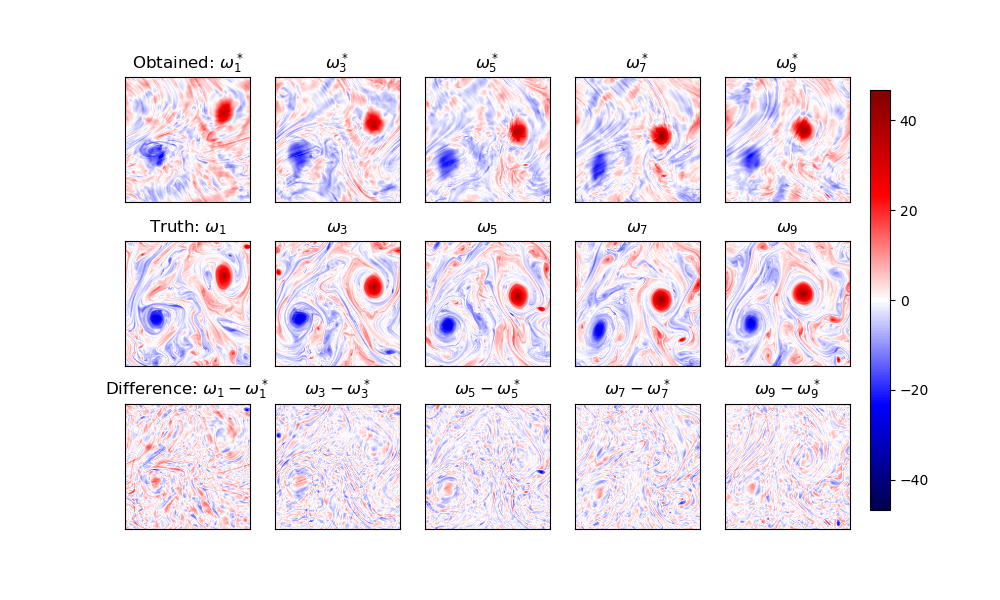 Obtained: ω₁*
ω₃*
ω₅*
ω₇*
ω₉*
Truth: ω₁
ω₃
ω₅
ω₇
ω₉
Difference: ω₁ − ω₁*
ω₃ − ω₃*
ω₅ − ω₅*
ω₇ − ω₇*
ω₉ − ω₉*
40
20
0
−20
−40